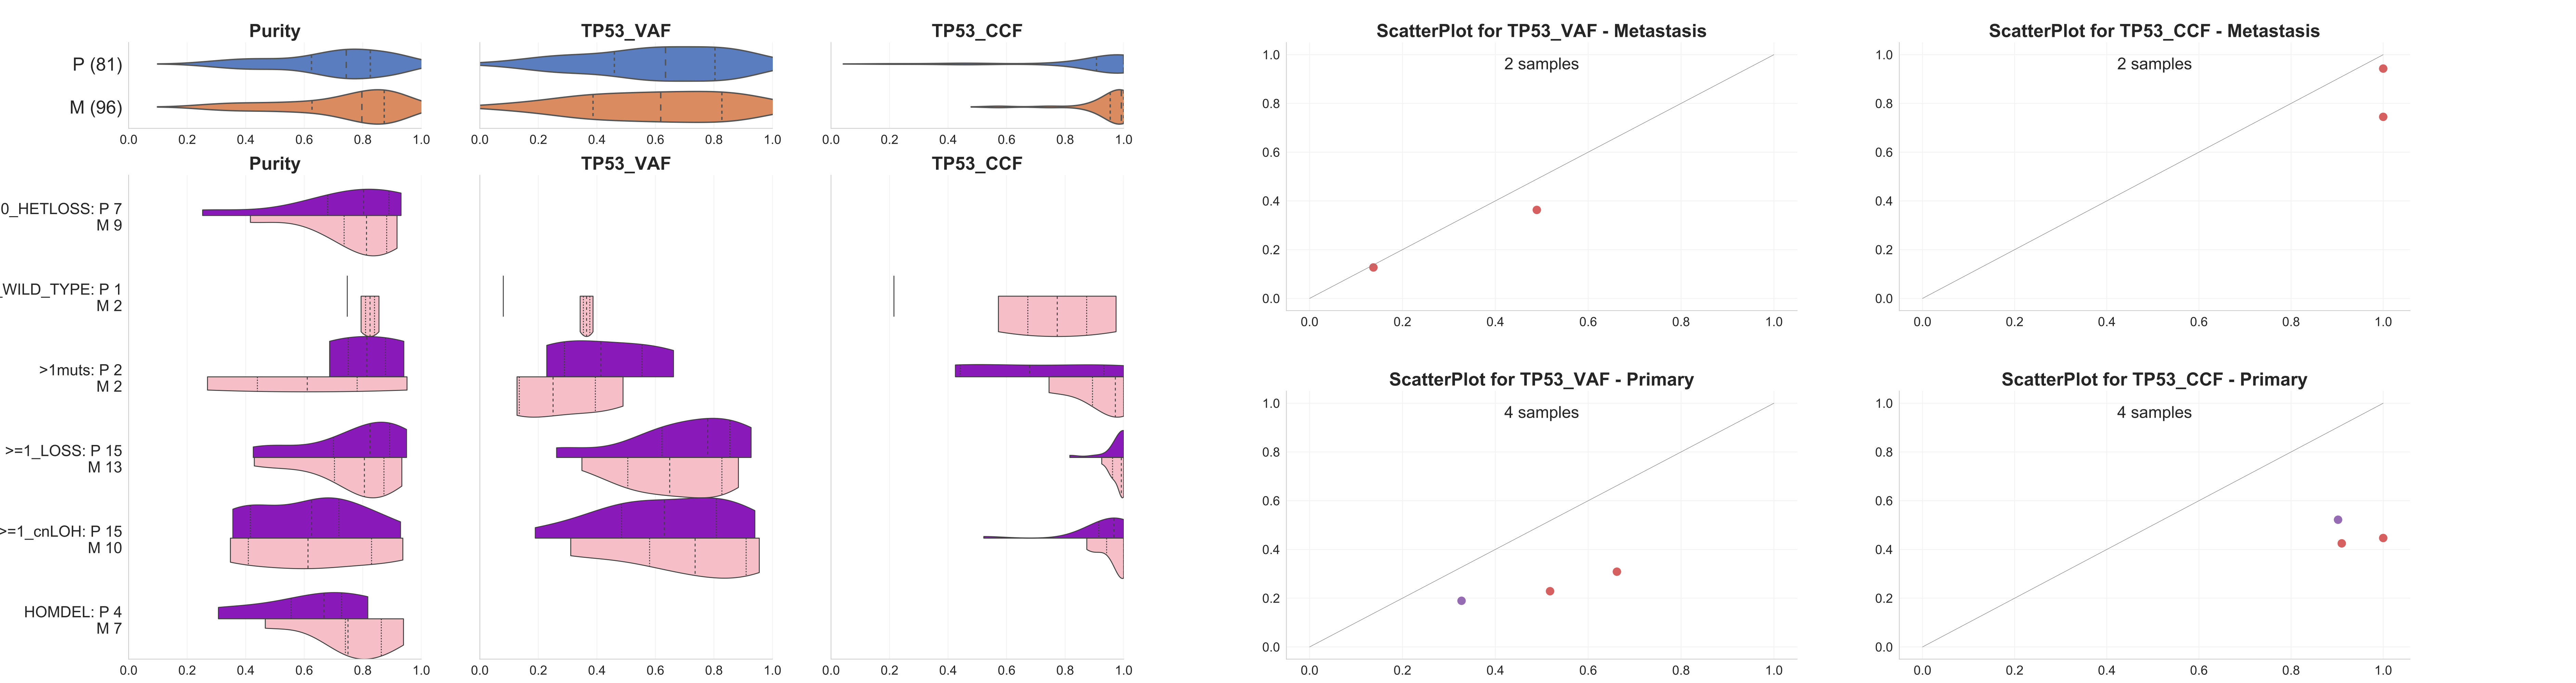 Purity
TP53_VAF
TP53_CCF
P (81)
M (96)
0.0 0.2 0.4 0.6 0.8 1.0
0.0 0.2 0.4 0.6 0.8 1.0
0.0 0.2 0.4 0.6 0.8 1.0
Purity
TP53_VAF
TP53_CCF
0_HETLOSS: P 7
M 9
_WILD_TYPE: P 1
M 2
>1muts: P 2
M 2
>=1_LOSS: P 15
M 13
>=1_cnLOH: P 15
M 10
HOMDEL: P 4
M 7
0.0 0.2 0.4 0.6 0.8 1.0
0.0 0.2 0.4 0.6 0.8 1.0
0.0 0.2 0.4 0.6 0.8 1.0
ScatterPlot for TP53_VAF - Metastasis
2 samples
1.0
0.8
0.6
0.4
0.2
0.0
0.0 0.2 0.4 0.6 0.8 1.0
ScatterPlot for TP53_CCF - Metastasis
2 samples
1.0
0.8
0.6
0.4
0.2
0.0
0.0 0.2 0.4 0.6 0.8 1.0
ScatterPlot for TP53_VAF - Primary
4 samples
1.0
0.8
0.6
0.4
0.2
0.0
0.0 0.2 0.4 0.6 0.8 1.0
ScatterPlot for TP53_CCF - Primary
4 samples
1.0
0.8
0.6
0.4
0.2
0.0
0.0 0.2 0.4 0.6 0.8 1.0